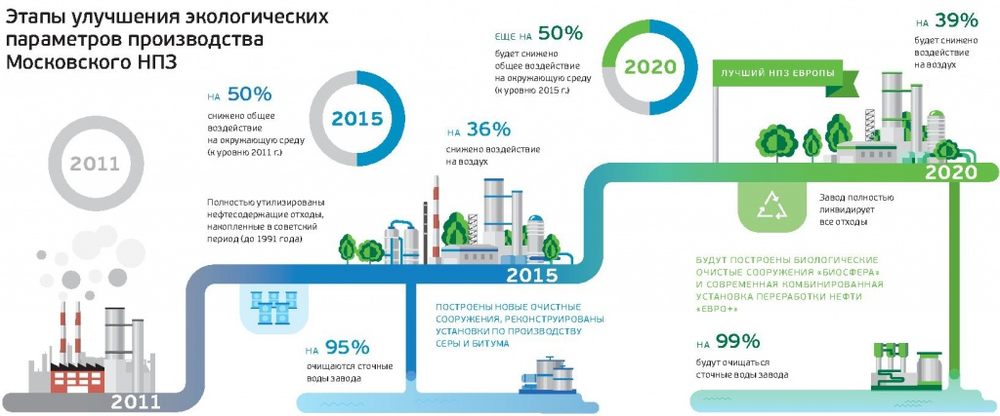 Этапы улучшения экологических
параметров производства
Московского НПЗ
2011
2011
НА 50%
снижено общее
воздействие
на окружающую среду
(к уровню 2011 г.)
2015
Полностью утилизированы
нефтесодержащие отходы,
накопленные в советский
период (до 1991 года)
НА 36%
снижено воздействие
на воздух
2015
НА 95%
очищаются сточные
воды завода
ПОСТРОЕНЫ НОВЫЕ ОЧИСТНЫЕ
СООРУЖЕНИЯ, РЕКОНСТРУИРОВАНЫ
УСТАНОВКИ ПО ПРОИЗВОДСТВУ
СЕРЫ И БИТУМА
ЕЩЕ НА 50%
будет снижено
общее воздействие
на окружающую среду
(к уровню 2015 г.)
2020
ЛУЧШИЙ НПЗ ЕВРОПЫ
НА 39%
будет снижено
воздействие
на воздух
2020
Завод полностью
ликвидирует
все отходы
БУДУТ ПОСТРОЕНЫ БИОЛОГИЧЕСКИЕ
ОЧИСТЫЕ СООРУЖЕНИЯ «БИОСФЕРА»
И СОВРЕМЕННАЯ КОМБИНИРОВАННАЯ
УСТАНОВКА ПЕРЕРАБОТКИ НЕФТИ
«ЕВРО+»
НА 99%
будут очищаться
сточные воды завода